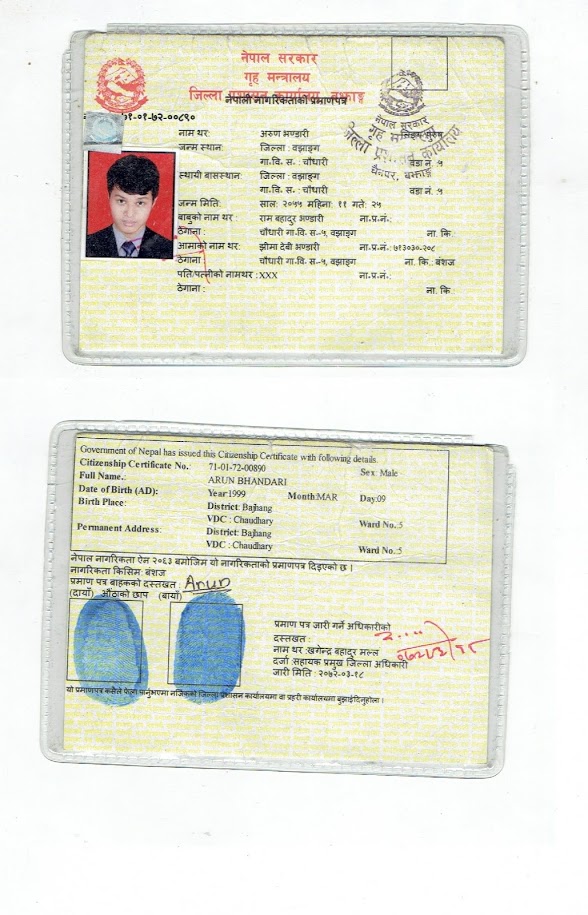 नेपाल सरकार
गृह मन्त्रालय
जिल्ला प्रशासन कार्यालय, बझाङ्ग
नेपाली नागरिकताको प्रमाणपत्र
७१-०१-७२-००८९०
नाम थर: अरुण भण्डारी लिङ्ग: पुरुष
जन्म स्थान: जिल्ला : वझाङ्ग
गा. वि. स. : चौधारी वडा नं. :५
स्थायी बासस्थान: जिल्ला : वझाङ्ग
गा. वि. स. : चौधारी वडा नं. :५
जन्म मिति: साल: २०५५ महिना: ११ गते: २५
बाबुको नाम थर : राम बहादुर भण्डारी ना.प्र.नं.:
ठेगाना : चौधारी गा.वि. स-५, वझाङ्ग ना. कि.:
आमाको नाम थर: झीमा देबी भण्डारी ना.प्र.नं.: ५१३०३०-२०८
ठेगाना : चौधारी गा.वि. स-५, वझाङ्ग ना. कि.: बंशज
पति/पत्नीको नामथर : XXX ना.प्र.नं.:
ठेगाना : ना. कि:
नेपाल सरकार
गृह मन्त्रालय
जिल्ला प्रशासन कार्यालय
चैनपुर, बझाङ्ग
Government of Nepal has issued this Citizenship Certificate with following details
Citizenship Certificate No. 71-01-72-00890 Sex: Male
Full Name.: ARUN BHANDARI
Date of Birth (AD): Year:1999 Month:MAR Day:09
Birth Place: District: Bajhang
VDC : Chaudhary Ward No.:5
Permanent Address: District: Bajhang
VDC : Chaudhary Ward No.:5
नेपाल नागरिकता ऐन २०६३ बमोजिम यो नागरिकताको प्रमाणपत्र दिइएको छ ।
नागरिकता किसिम: बंशज
प्रमाण पत्र बाहकको दस्तखत : Arun
(दायाँ) औंठाको छाप (बायाँ)
प्रमाण पत्र जारी गर्ने अधिकारीको
दस्तखत :
नाम थर : खगेन्द्र बहादुर मल्ल
दर्जा :सहायक प्रमुख जिल्ला अधिकारी
जारी मिति : २०७२-०३-१८
यो प्रमाणपत्र कसैले फेला पार्नुभएमा नजिकको जिल्ला प्रशासन कार्यालयमा वा प्रहरी कार्यालयमा बुझाईदिनुहोला ।